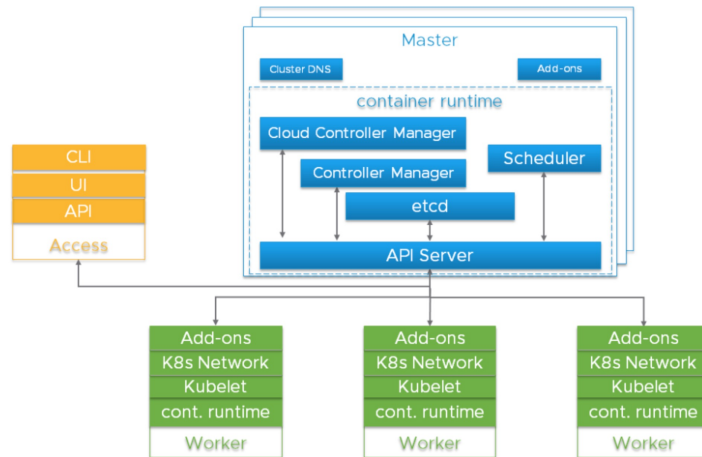 Master
Cluster DNS
Add-ons
container runtime
Cloud Controller Manager
Controller Manager
Scheduler
etcd
API Server
CLI
UI
API
Access
Add-ons
K8s Network
Kubelet
cont. runtime
Worker
Add-ons
K8s Network
Kubelet
cont. runtime
Worker
Add-ons
K8s Network
Kubelet
cont. runtime
Worker